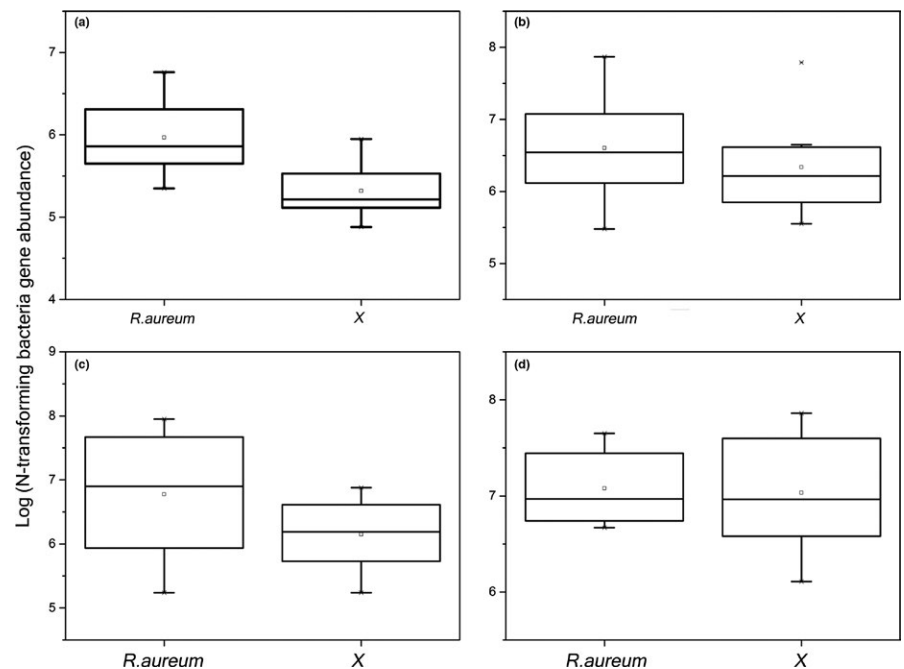 Log (N-transforming bacteria gene abundance)
(a)
7
6
5
4
R.aureum
X
(b)
8
7
6
5
R.aureum
X
(c)
9
8
7
6
5
R.aureum
X
(d)
8
7
6
R.aureum
X